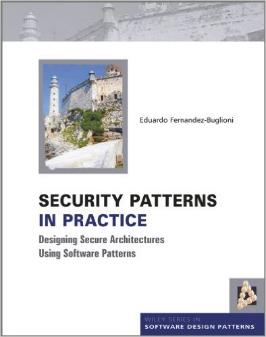 Eduardo Fernandez-Buglioni
SECURITY PATTERNS
IN PRACTICE
Designing Secure Architectures
Using Software Patterns
WILEY SERIES IN
SOFTWARE DESIGN PATTERNS